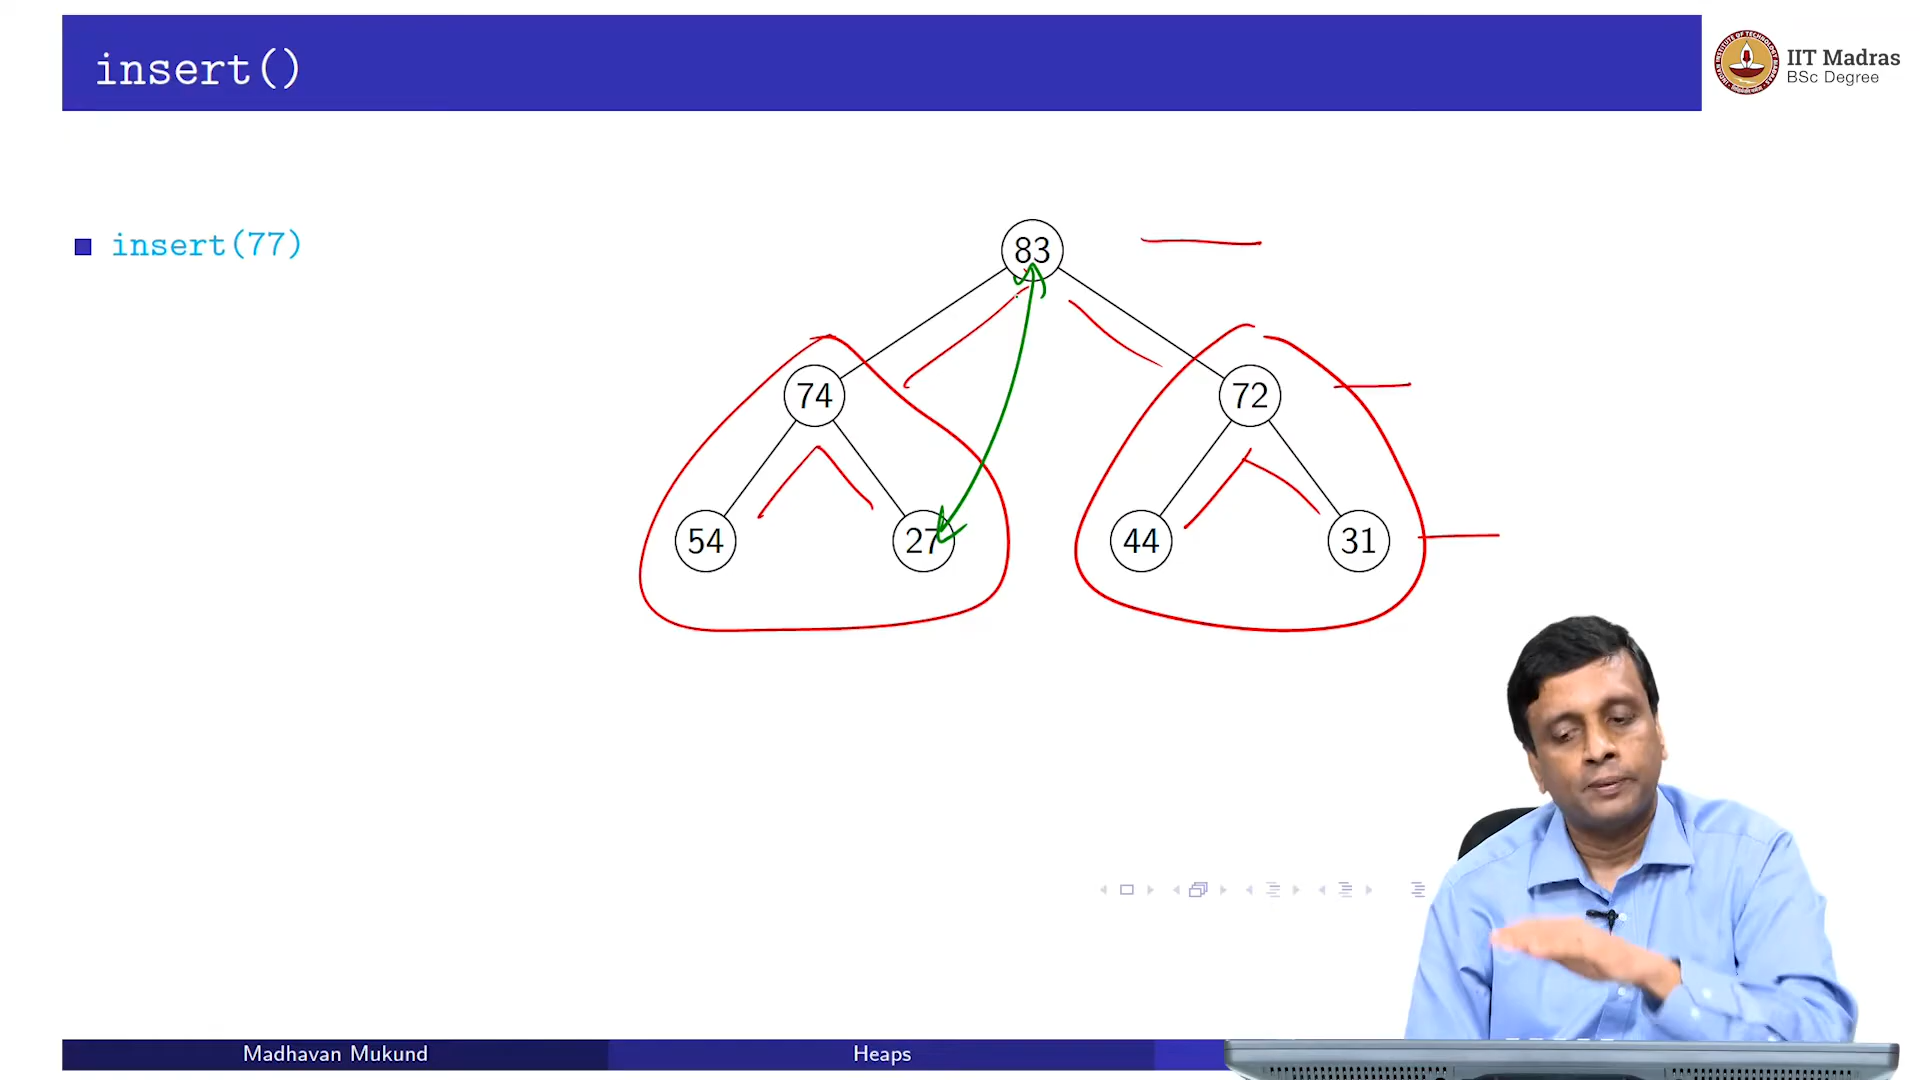 insert()
IIT Madras
BSc Degree
insert(77)
83
74
72
54
27
44
31
Madhavan Mukund
Heaps